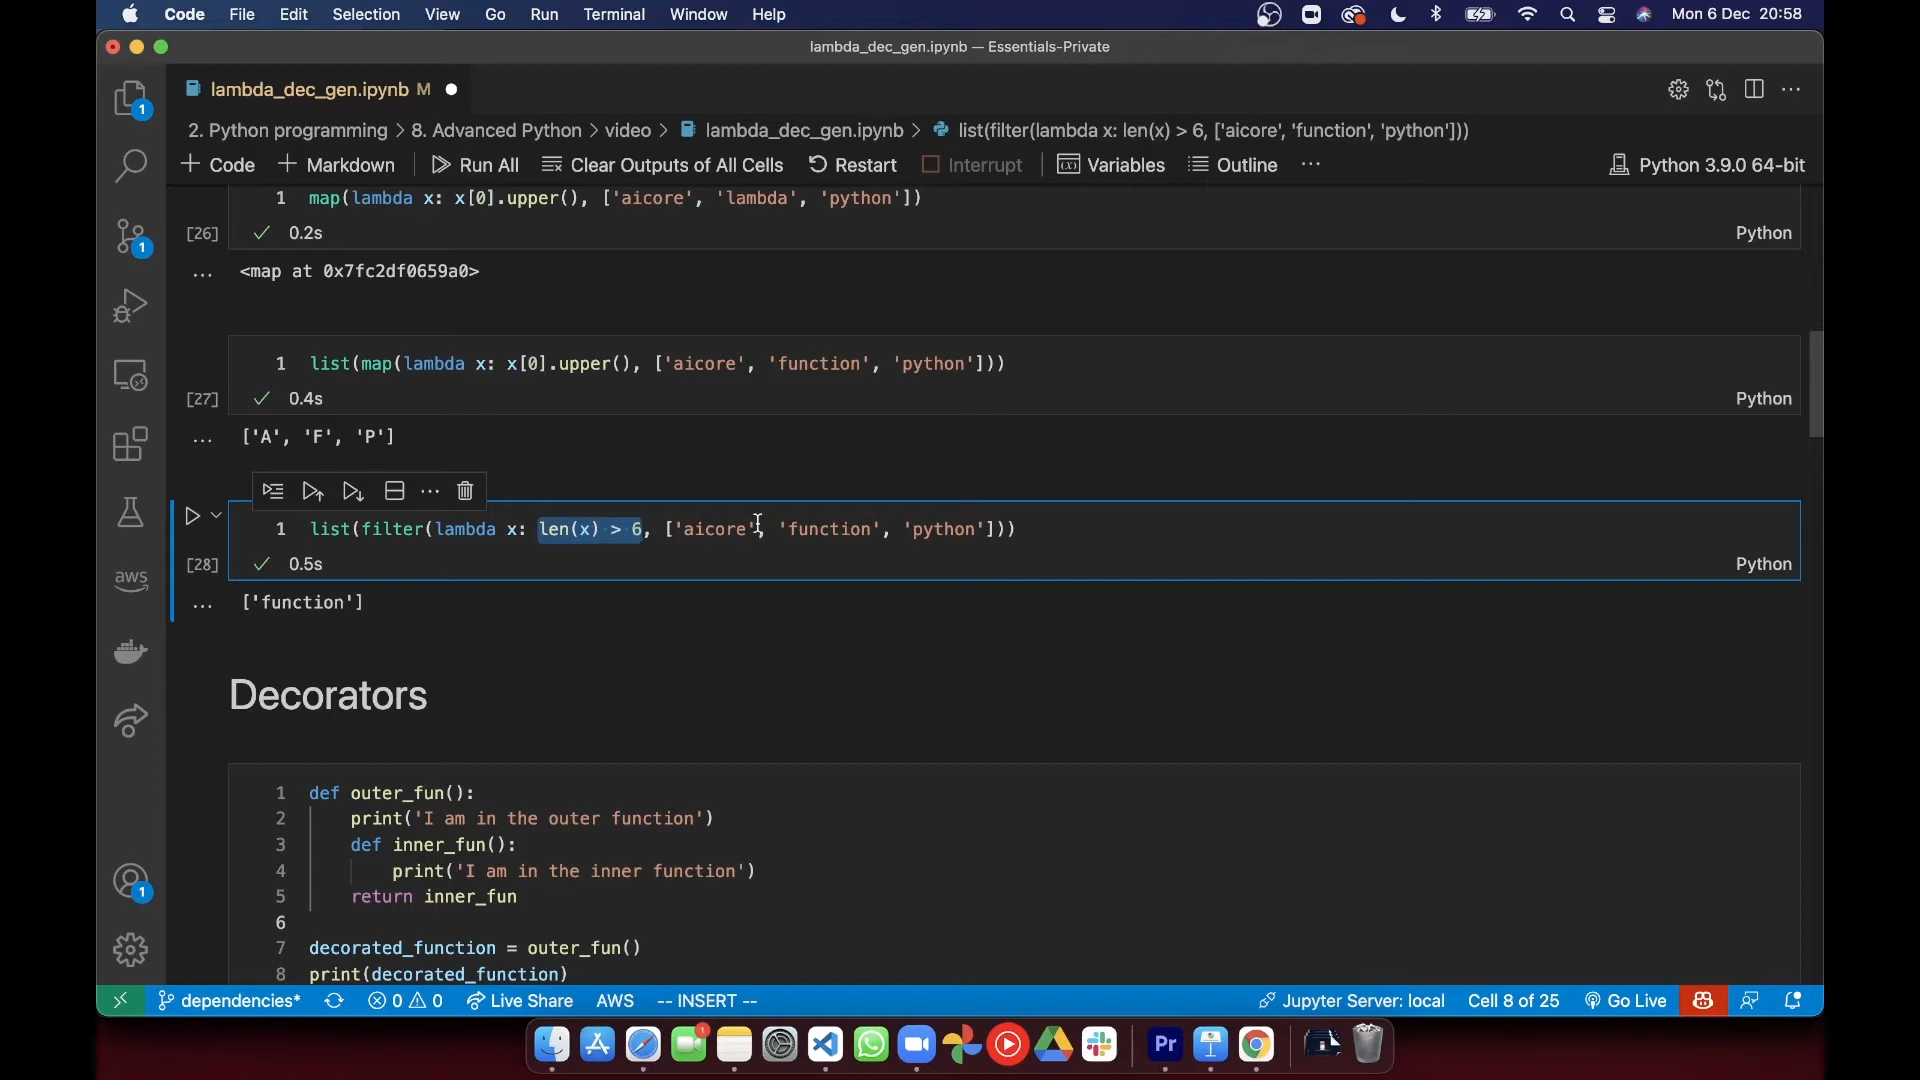 Code File Edit Selection View Go Run Terminal Window Help Mon 6 Dec 20:58
lambda_dec_gen.ipynb — Essentials-Private
lambda_dec_gen.ipynb M
2. Python programming > 8. Advanced Python > video > lambda_dec_gen.ipynb > list(filter(lambda x: len(x) > 6, ['aicore', 'function', 'python']))
+ Code + Markdown Run All Clear Outputs of All Cells Restart Interrupt Variables Outline ... Python 3.9.0 64-bit
1 map(lambda x: x[0].upper(), ['aicore', 'lambda', 'python'])
[26] ✓ 0.2s Python
... <map at 0x7fc2df0659a0>
1 list(map(lambda x: x[0].upper(), ['aicore', 'function', 'python']))
[27] ✓ 0.4s Python
... ['A', 'F', 'P']
1 list(filter(lambda x: len(x) > 6, ['aicore', 'function', 'python']))
[28] ✓ 0.5s Python
... ['function']
Decorators
1 def outer_fun():
2 print('I am in the outer function')
3 def inner_fun():
4 print('I am in the inner function')
5 return inner_fun
6
7 decorated_function = outer_fun()
8 print(decorated_function)
1
1
aws
1
dependencies* 0 0 Live Share AWS -- INSERT -- Jupyter Server: local Cell 8 of 25 Go Live
1
Pr